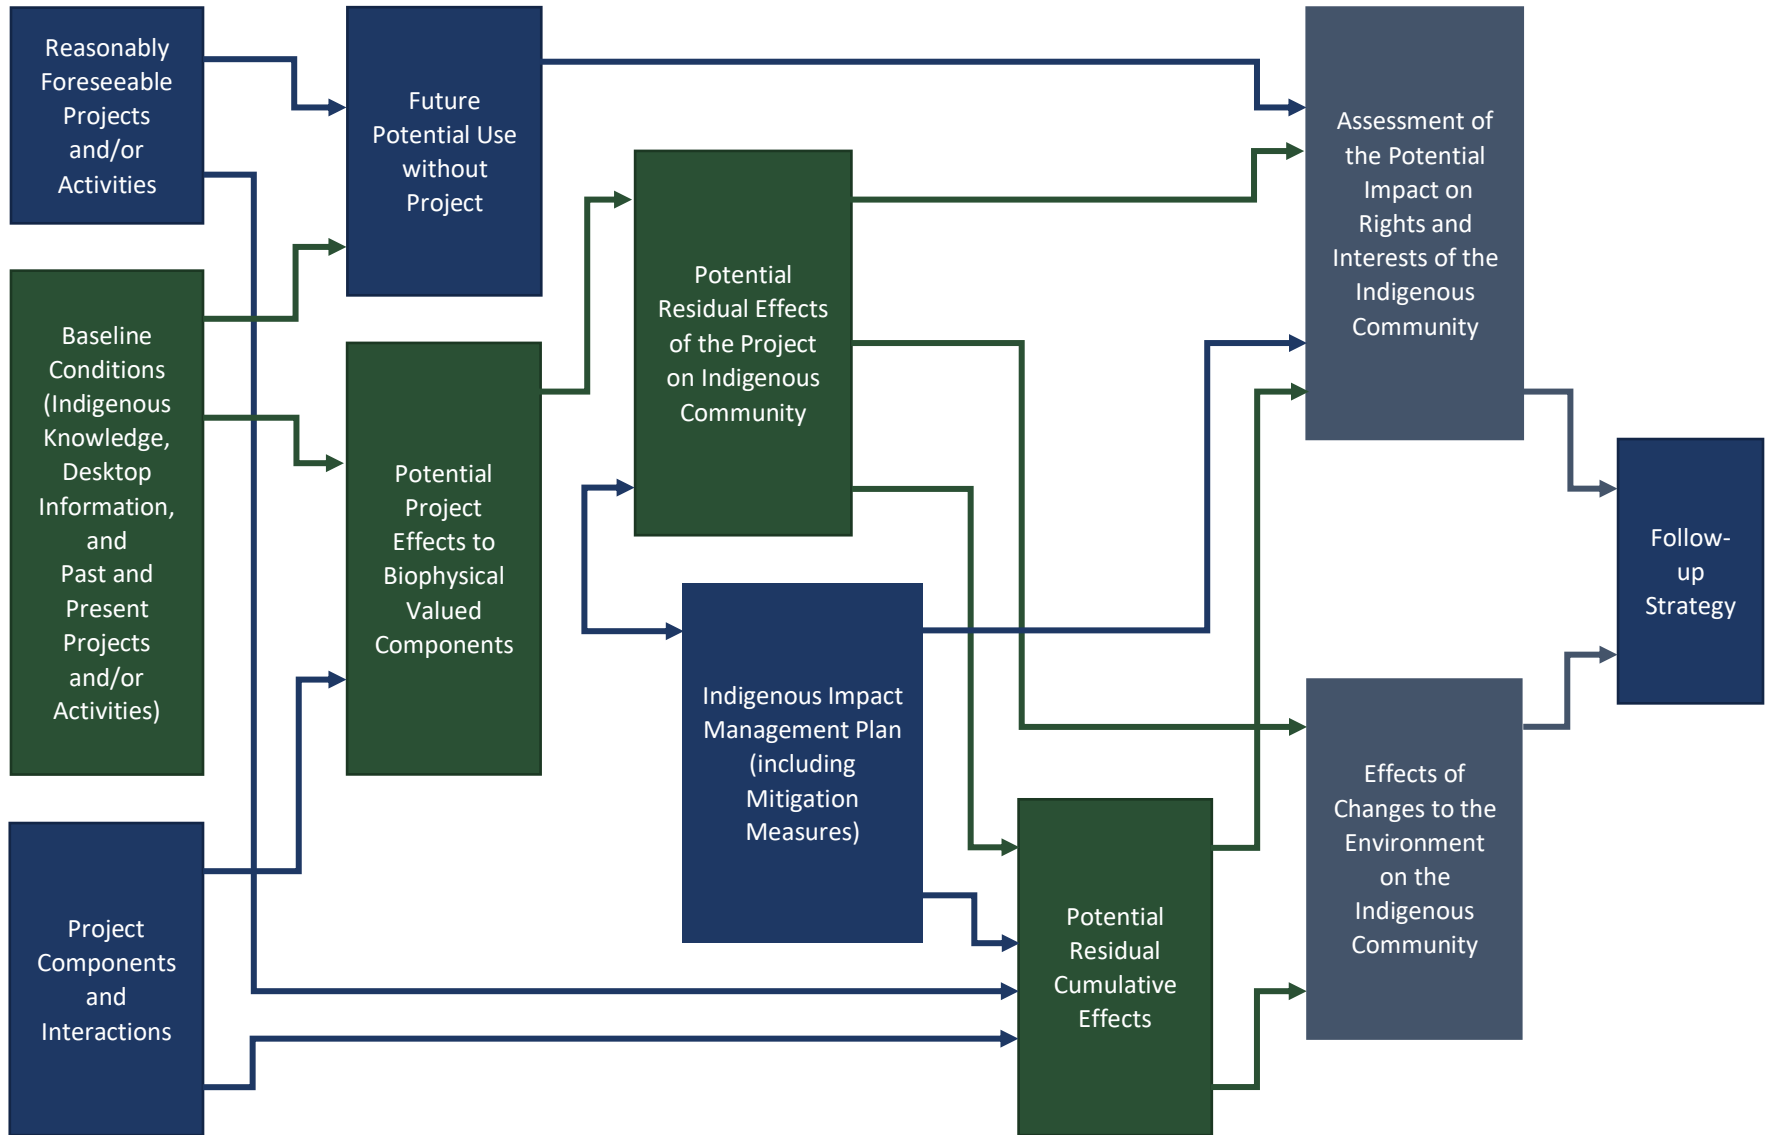 Reasonably
Foreseeable
Projects
and/or
Activities
Baseline
Conditions
(Indigenous
Knowledge,
Desktop
Information,
and
Past and
Present
Projects
and/or
Activities)
Project
Components
and
Interactions
Future
Potential Use
without
Project
Potential
Project
Effects to
Biophysical
Valued
Components
Potential
Residual Effects
of the Project
on Indigenous
Community
Indigenous Impact
Management Plan
(including
Mitigation
Measures)
Potential
Residual
Cumulative
Effects
Assessment of
the Potential
Impact on
Rights and
Interests of the
Indigenous
Community
Effects of
Changes to the
Environment
on the
Indigenous
Community
Follow-
up
Strategy